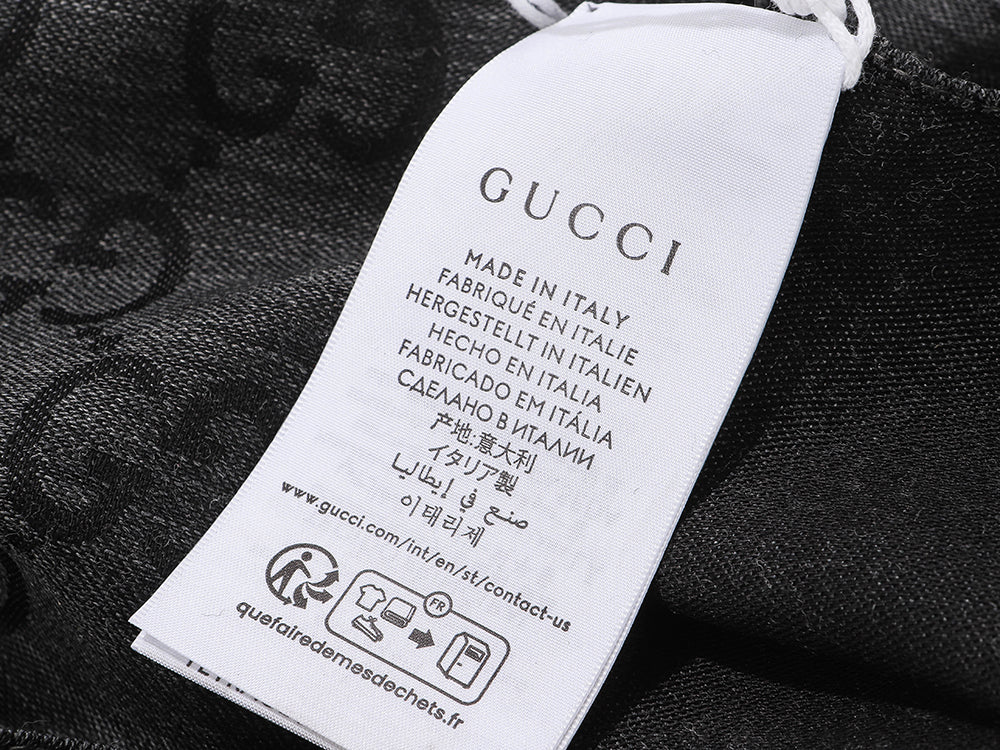 GUCCI
MADE IN ITALY
FABRIQUÉ EN ITALIE
HERGESTELLT IN ITALIEN
HECHO EN ITALIA
FABRICADO EM ITÁLIA
СДЕЛАНО В ИТАЛИИ
产地:意大利
イタリア製
صنع في إيطاليا
이태리제
www.gucci.com/int/en/st/contact-us
FR
quefairedemesdechets.fr